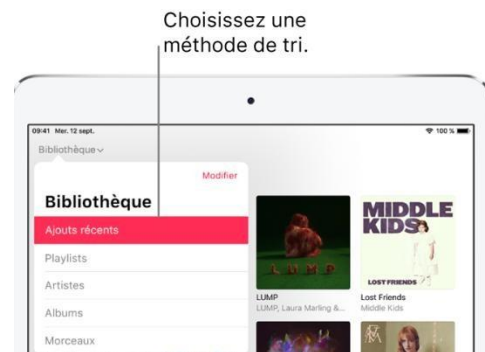 Choisissez une
méthode de tri.
09:41 Mer. 12 sept.
100 %
Bibliothèque
Modifier
Bibliothèque
Ajouts récents
Playlists
Artistes
Albums
Morceaux
LUMP
LUMP
LUMP, Laura Marling &...
MIDDLE
KIDS
LOST FRIENDS
Lost Friends
Middle Kids